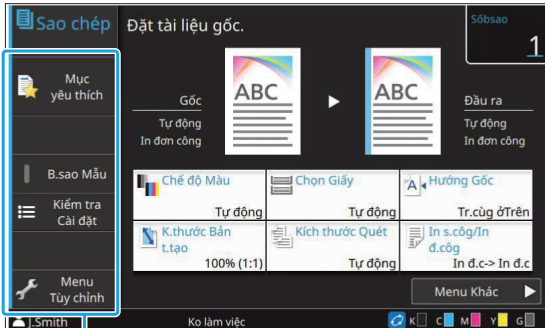 Sao chép
Đặt tài liệu gốc.
Sốbsao
1
Mục
yêu thích
B.sao Mẫu
Kiểm tra
Cài đặt
Menu
Tùy chỉnh
Gốc
Tự động
In đơn công
ABC
ABC
Đầu ra
Tự động
In đơn công
Chế độ Màu
Tự động
Chọn Giấy
Tự động
A
Hướng Gốc
Tr.cùg ởTrên
K.thước Bản
t.tạo
100% (1:1)
Kích thước Quét
Tự động
In s.côg/In
đ.côg
In đ.c-> In đ.c
Menu Khác
J.Smith
Ko làm việc
K C M Y G